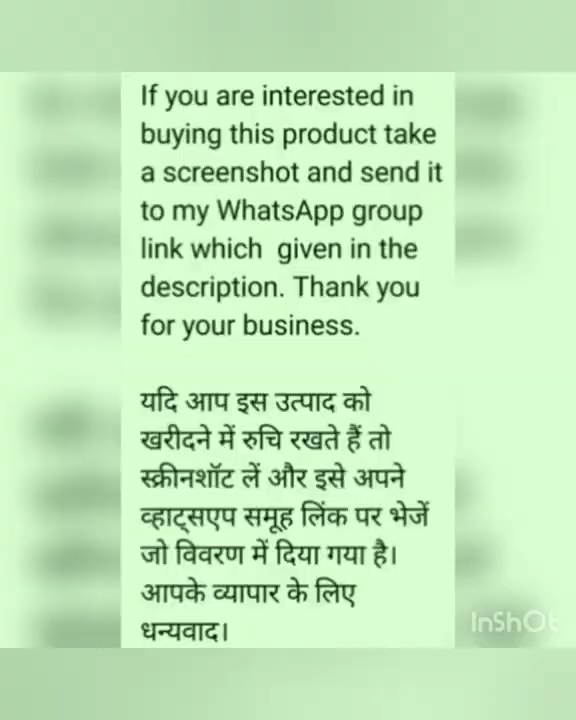 If you are interested in
buying this product take
a screenshot and send it
to my WhatsApp group
link which given in the
description. Thank you
for your business.
यदि आप इस उत्पाद को
खरीदने में रुचि रखते हैं तो
स्क्रीनशॉट लें और इसे अपने
व्हाट्सएप समूह लिंक पर भेजें
जो विवरण में दिया गया है।
आपके व्यापार के लिए
धन्यवाद।
InShOt